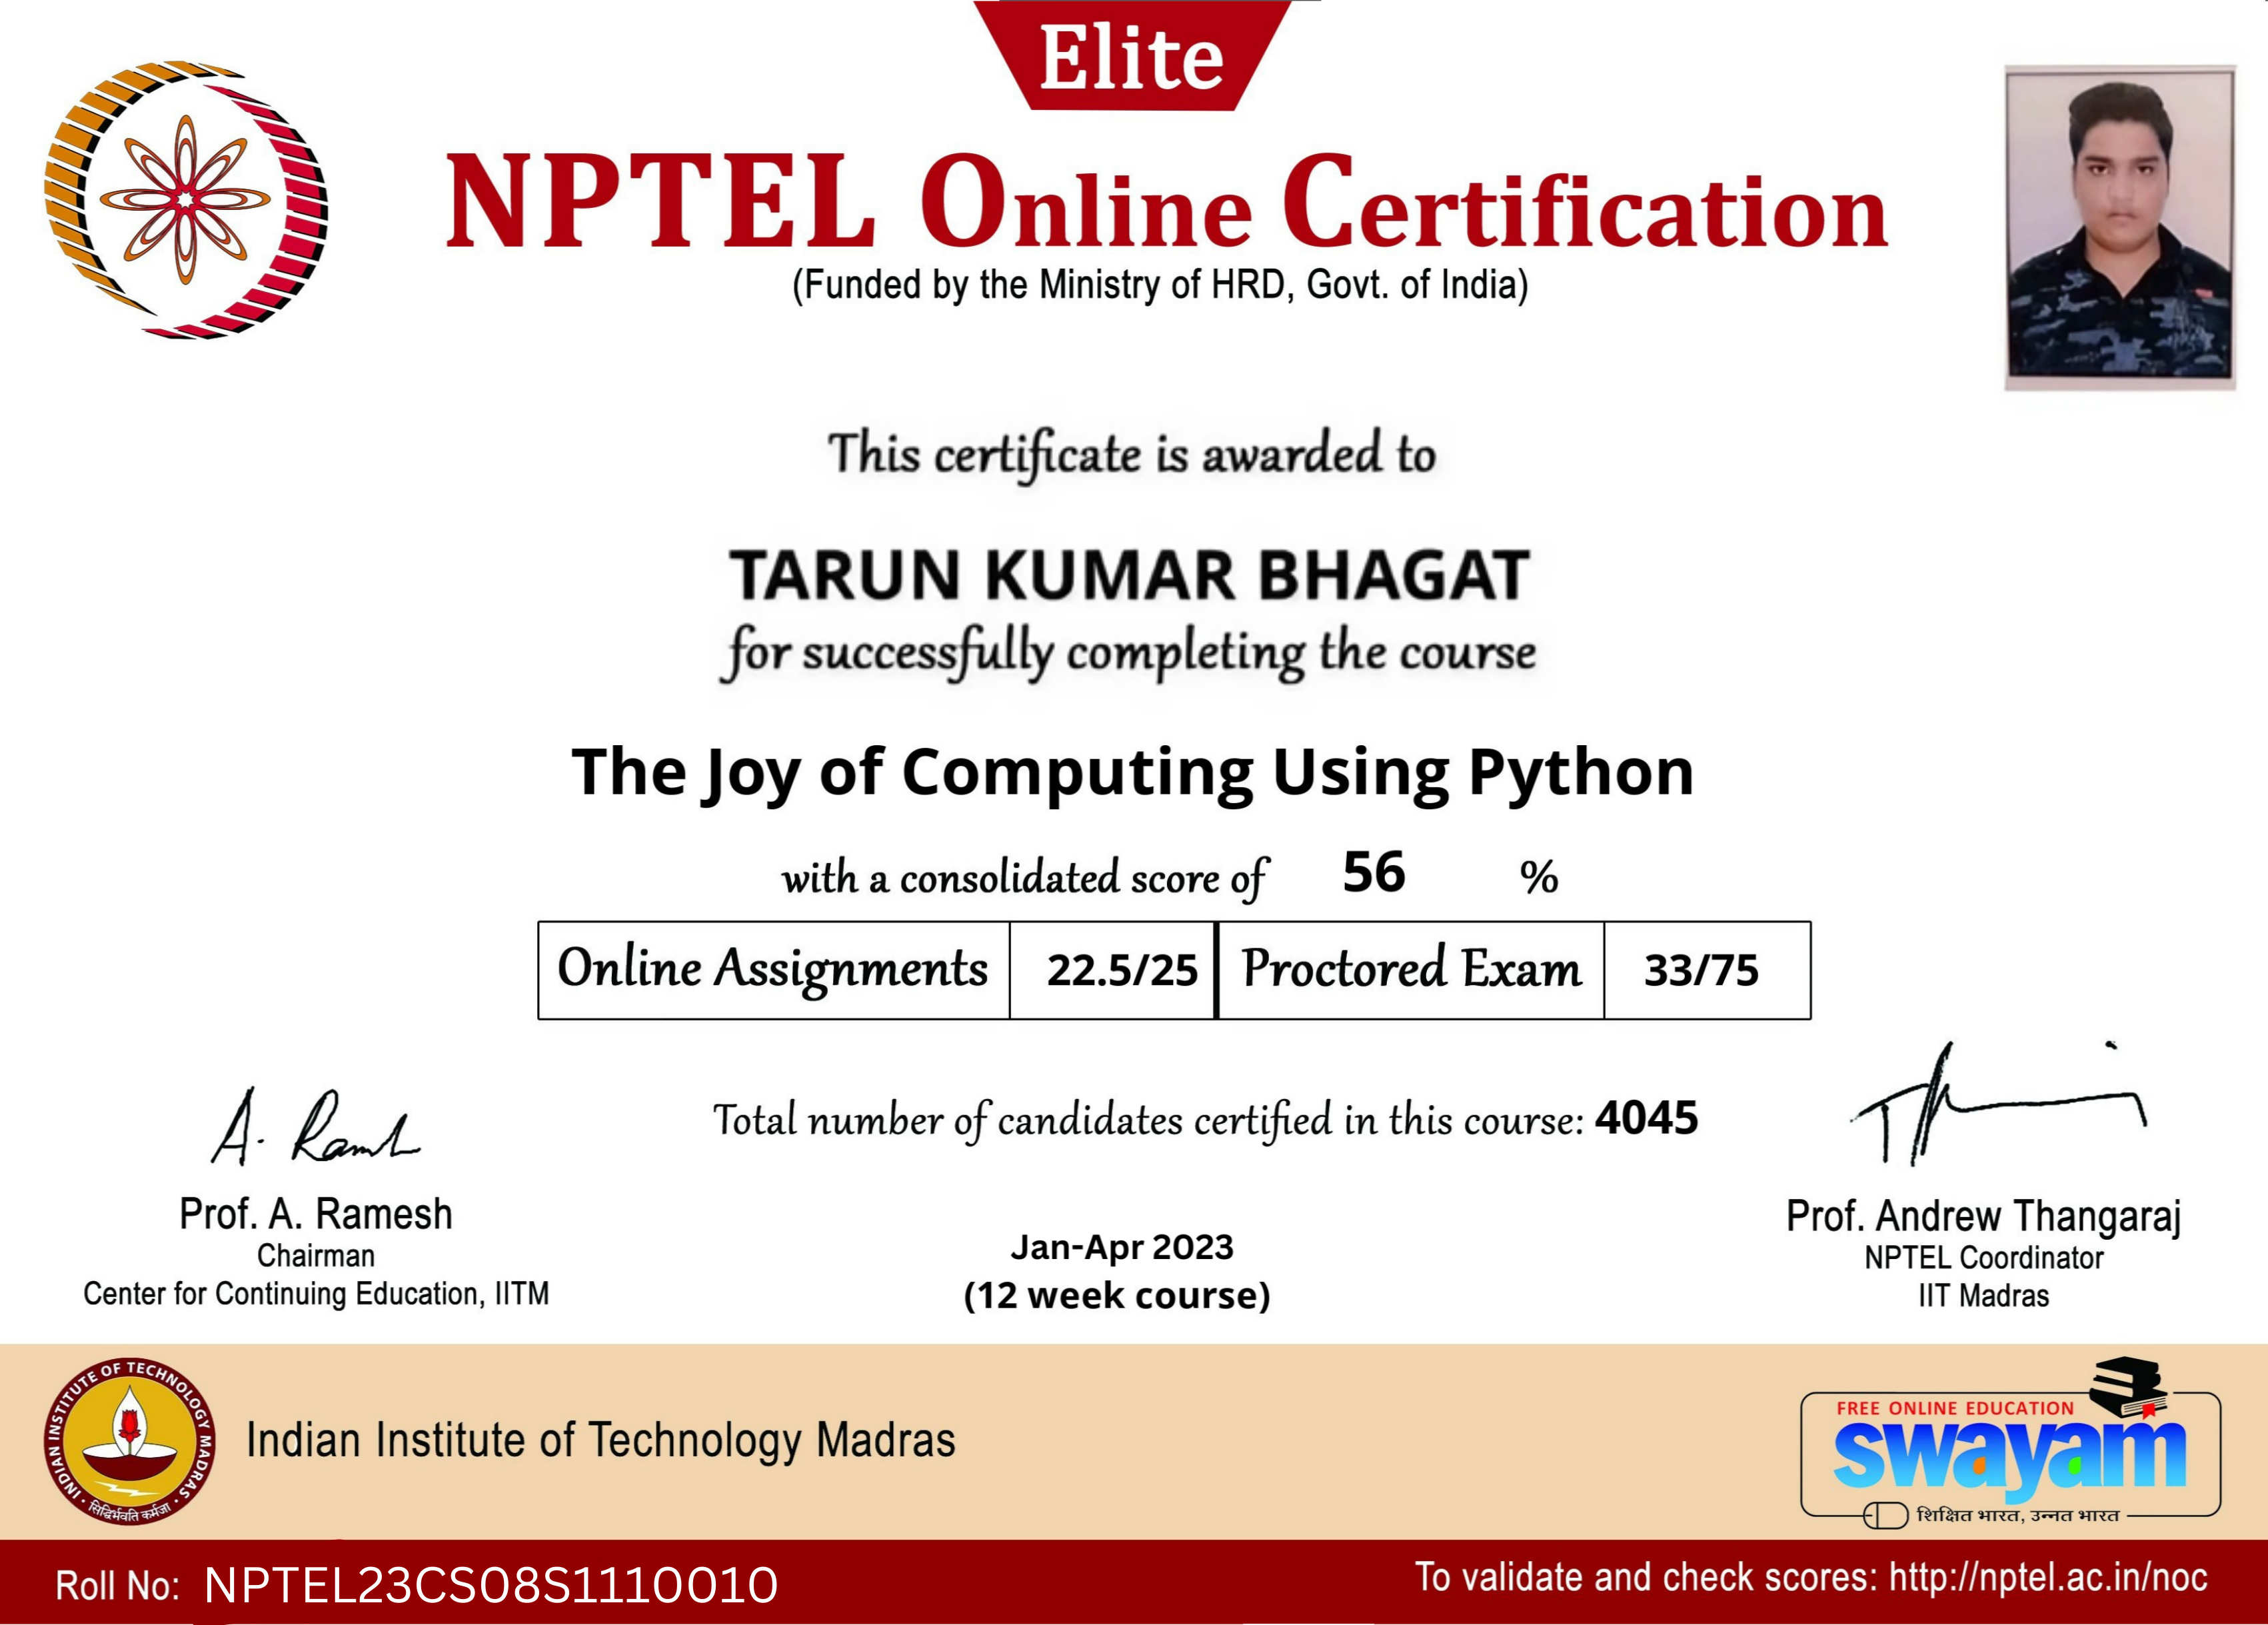 Elite
NPTEL Online Certification
(Funded by the Ministry of HRD, Govt. of India)
This certificate is awarded to
TARUN KUMAR BHAGAT
for successfully completing the course
The Joy of Computing Using Python
with a consolidated score of 56 %
Online Assignments 22.5/25 Proctored Exam 33/75
Total number of candidates certified in this course: 4045
A. Ramesh
Prof. A. Ramesh
Chairman
Center for Continuing Education, IITM
Jan-Apr 2023
(12 week course)
Prof. Andrew Thangaraj
NPTEL Coordinator
IIT Madras
INDIAN INSTITUTE OF TECHNOLOGY MADRAS
सिद्धिर्भवति कर्मजा
Indian Institute of Technology Madras
FREE ONLINE EDUCATION
swayam
शिक्षित भारत, उन्नत भारत
Roll No: NPTEL23CS08S1110010
To validate and check scores: http://nptel.ac.in/noc